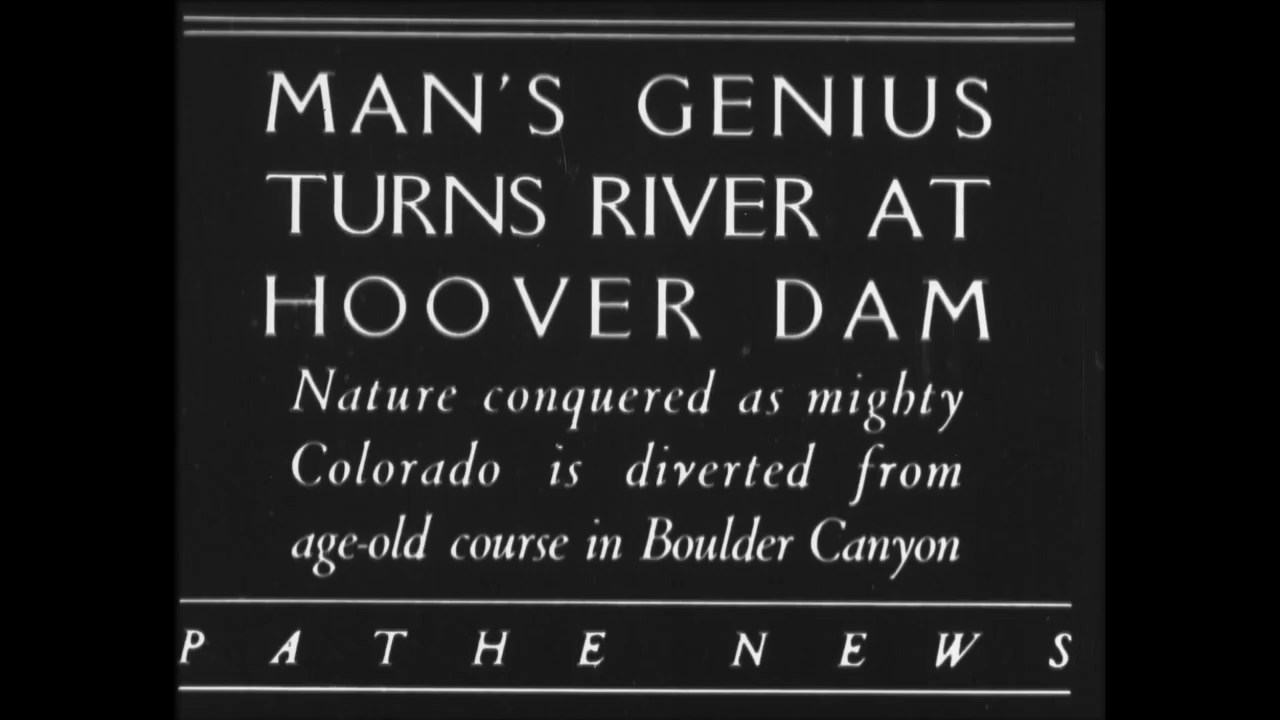 MAN'S GENIUS
TURNS RIVER AT
HOOVER DAM
Nature conquered as mighty
Colorado is diverted from
age-old course in Boulder Canyon
PATHE NEWS